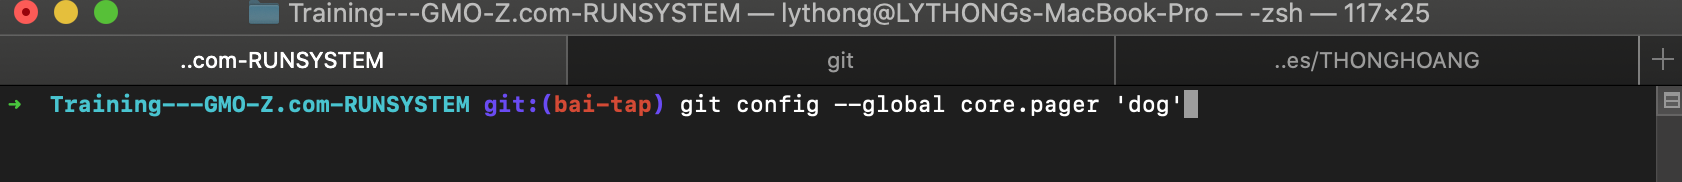 Training---GMO-Z.com-RUNSYSTEM — lythong@LYTHONGs-MacBook-Pro — -zsh — 117×25
..com-RUNSYSTEM git ..es/THONGHOANG
→ Training---GMO-Z.com-RUNSYSTEM git:(bai-tap) git config --global core.pager 'dog'